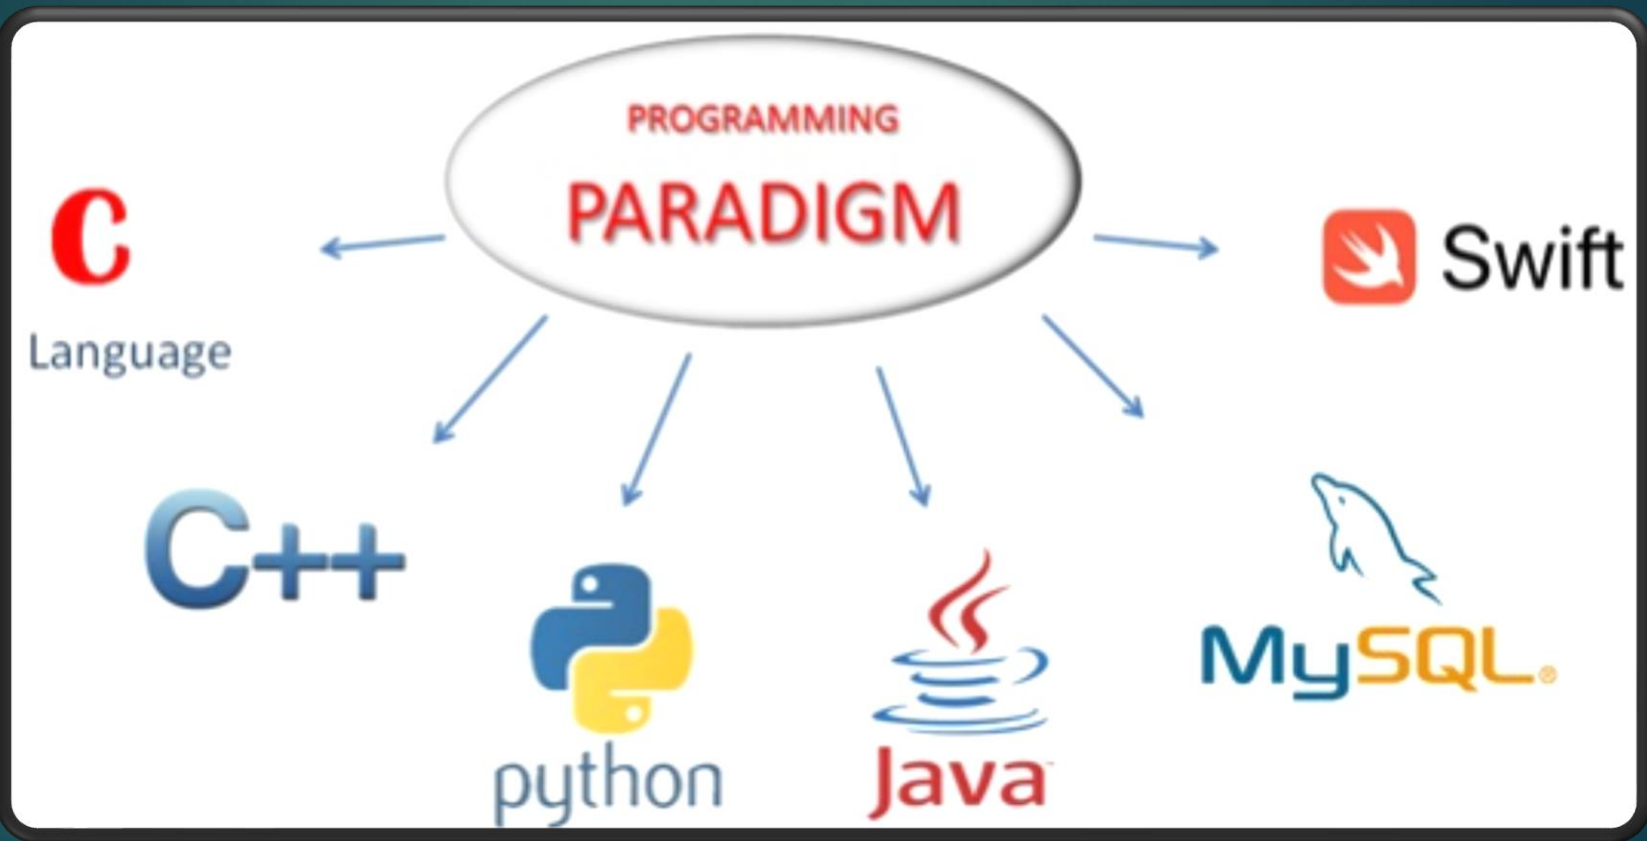 PROGRAMMING
PARADIGM
C
Language
Swift
C++
python
Java
MySQL®